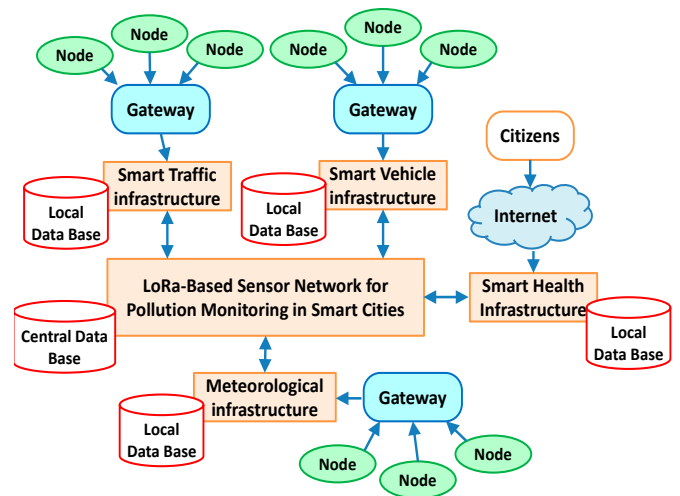 Node
Node
Node
Node
Node
Node
Gateway
Gateway
Citizens
Smart Traffic
infrastructure
Local
Data Base
Smart Vehicle
infrastructure
Local
Data Base
Internet
LoRa-Based Sensor Network for
Pollution Monitoring in Smart Cities
Central Data
Base
Smart Health
Infrastructure
Local
Data Base
Meteorological
infrastructure
Local
Data Base
Gateway
Node
Node
Node